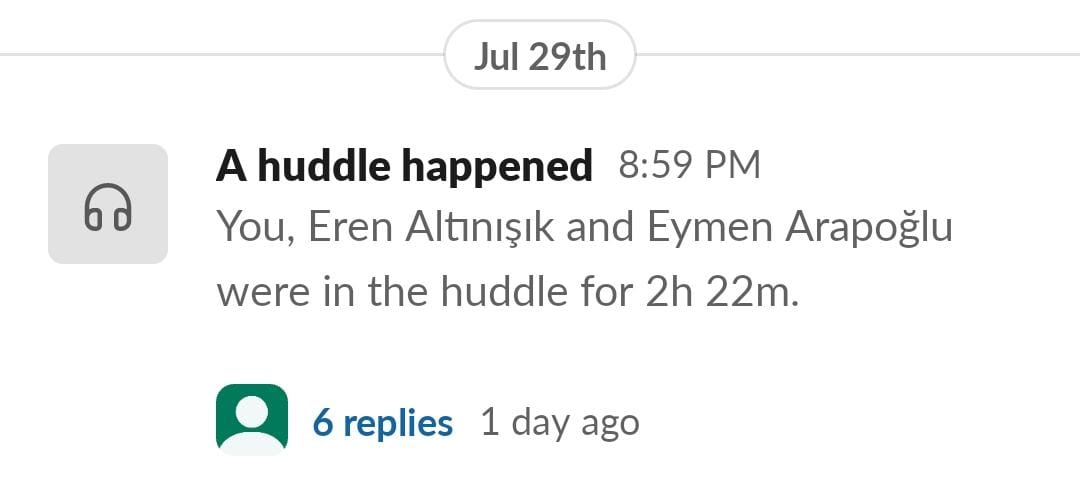 Jul 29th
A huddle happened 8:59 PM
You, Eren Altınışık and Eymen Arapoğlu
were in the huddle for 2h 22m.
6 replies 1 day ago